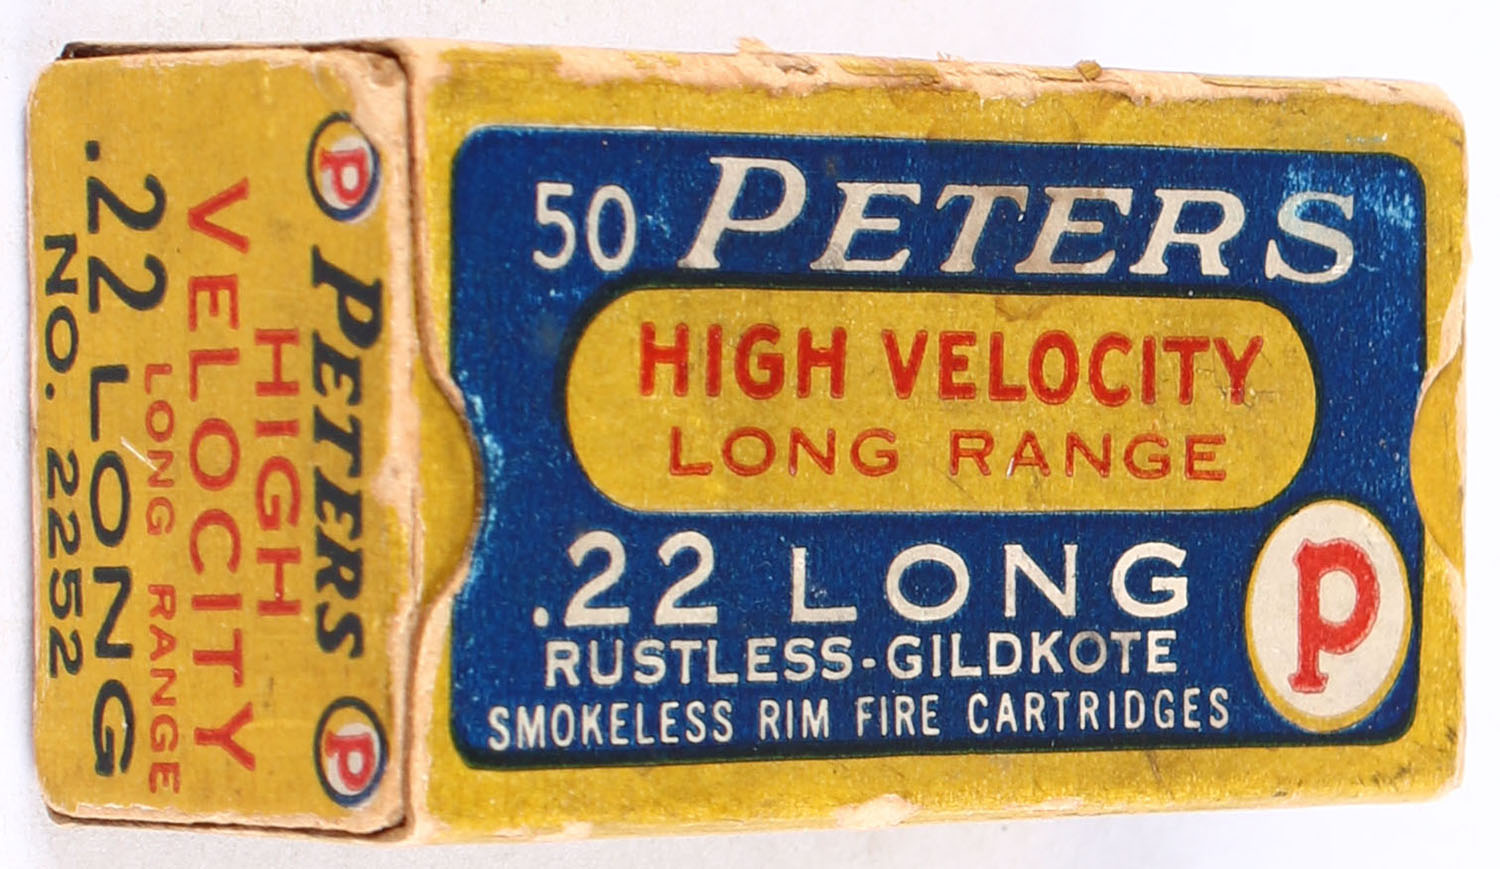 50 PETERS
HIGH VELOCITY
LONG RANGE
.22 LONG
RUSTLESS-GILDKOTE
SMOKELESS RIM FIRE CARTRIDGES
P
P PETERS P
HIGH
VELOCITY
LONG RANGE
.22 LONG
NO. 2252